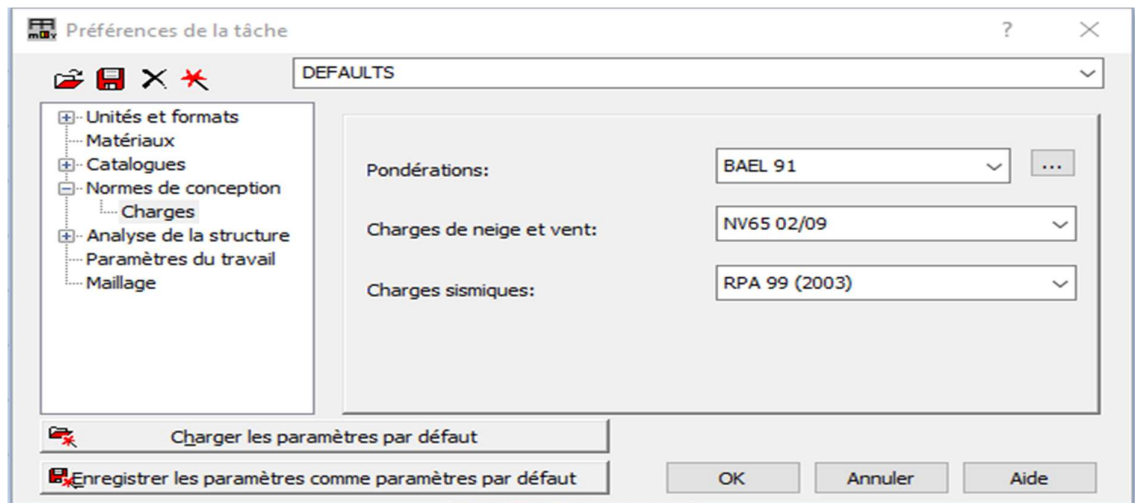 Préférences de la tâche ?
DEFAULTS
Unités et formats
Matériaux
Catalogues
Normes de conception
Charges
Analyse de la structure
Paramètres du travail
Maillage
Pondérations: BAEL 91 ...
Charges de neige et vent: NV65 02/09
Charges sismiques: RPA 99 (2003)
Charger les paramètres par défaut
Enregistrer les paramètres comme paramètres par défaut
OK Annuler Aide